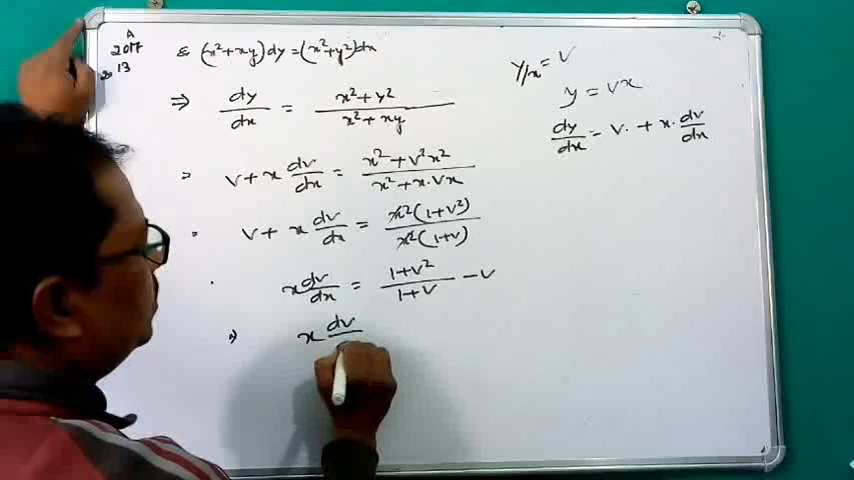 A
2017
20 13
ε (x²+xy)dy=(x²+y²)dx
⇒ dy/dx = x²+y²/x²+xy
= v+x dv/dx = x²+v²x²/x²+x.vx
= v+x dv/dx = x²(1+v²)/x²(1+v)
. x dv/dx = 1+v²/1+v - v
⇒ x dv
y/x = v
y = vx
dy/dx = v. + x. dv/dx